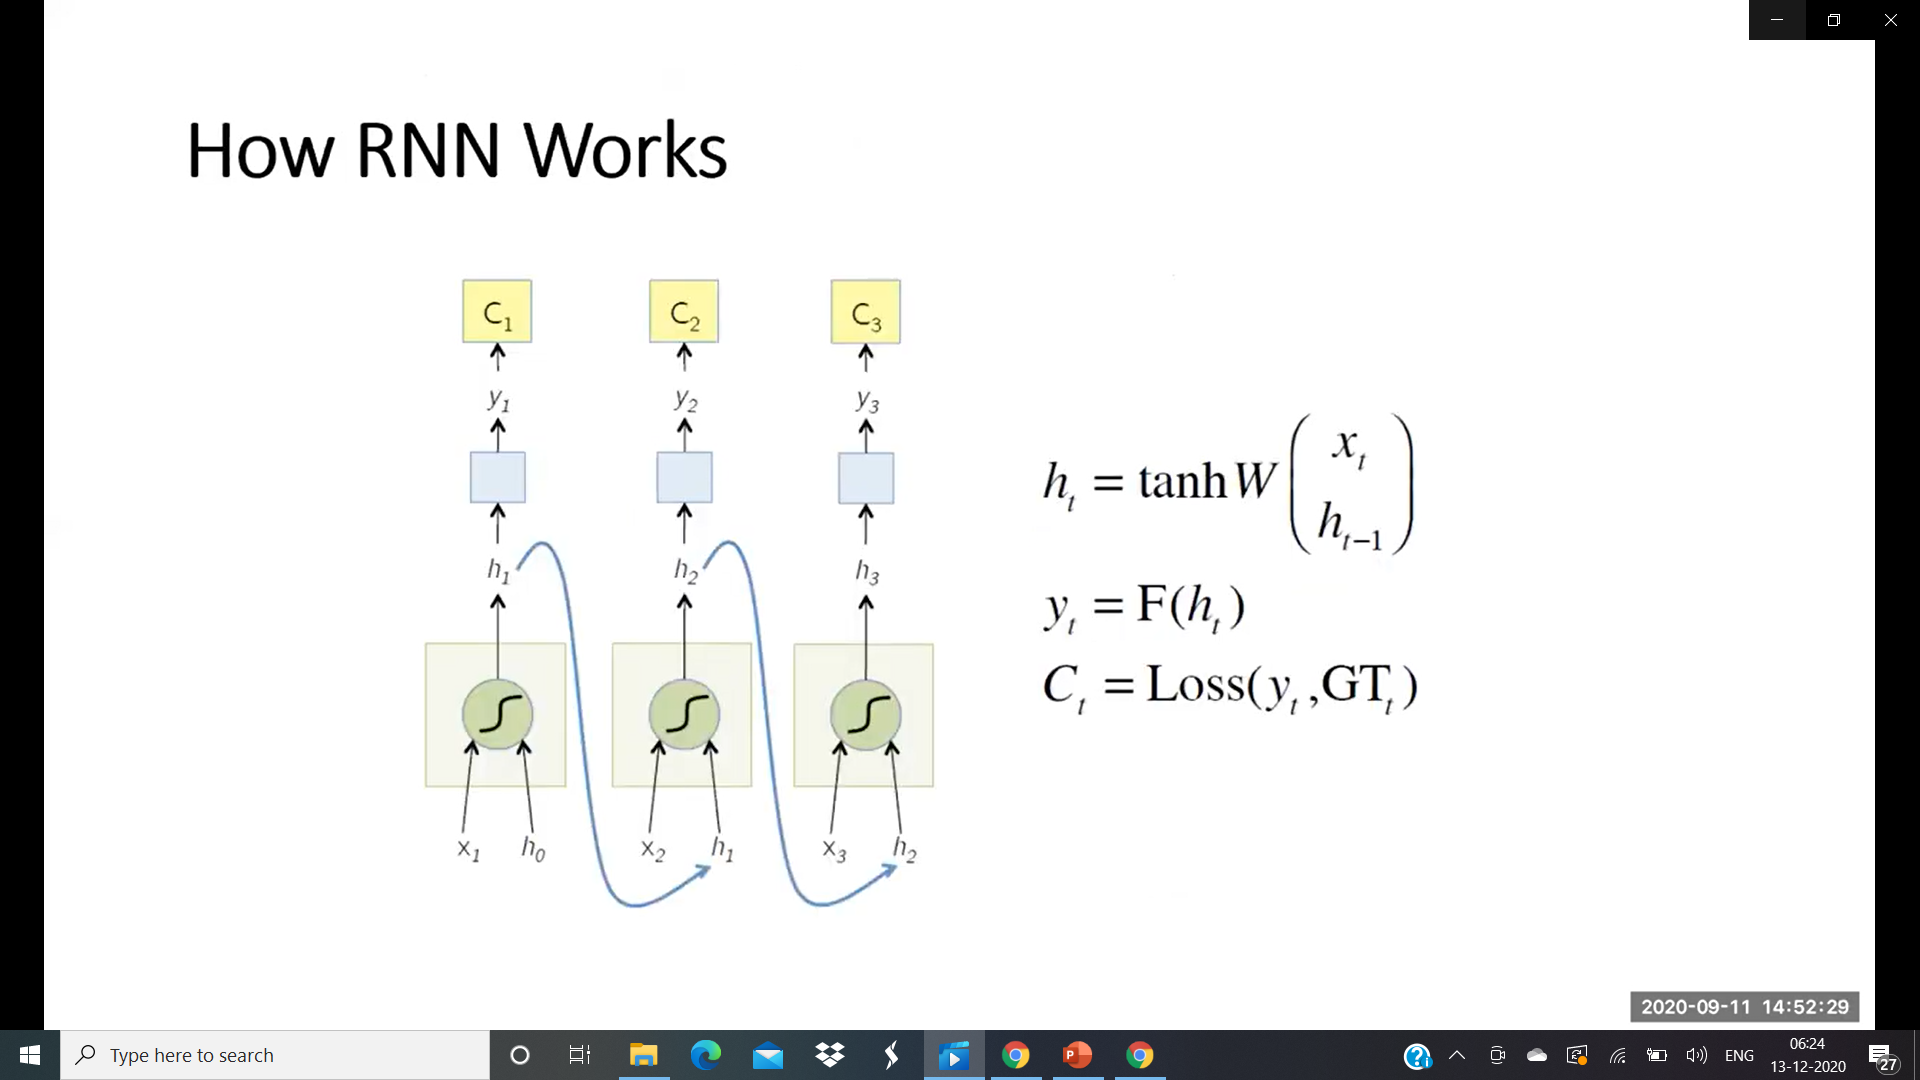 How RNN Works
C₁ C₂ C₃
y₁ y₂ y₃
h₁ h₂ h₃
x₁ h₀ x₂ h₁ x₃ h₂
hₜ = tanh W (xₜ
hₜ₋₁)
yₜ = F(hₜ)
Cₜ = Loss(yₜ,GTₜ)
2020-09-11 14:52:29
Type here to search
ENG
06:24
13-12-2020
27